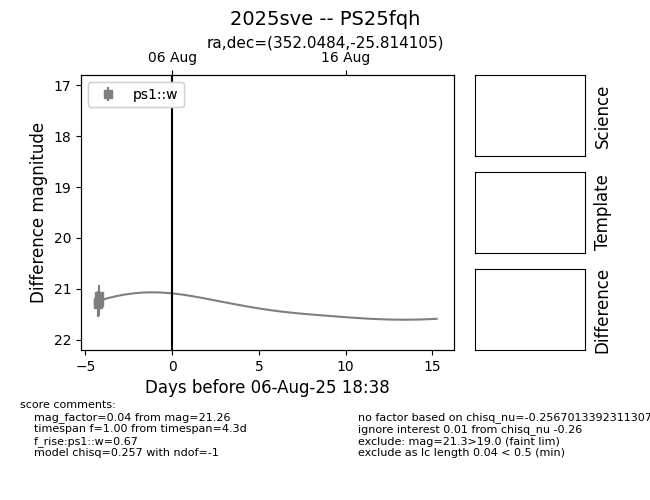 2025sve -- PS25fqh
ra,dec=(352.0484,-25.814105)
06 Aug
16 Aug
ps1::w
17
18
19
20
21
22
Difference magnitude
−5
0
5
10
15
Days before 06-Aug-25 18:38
Science
Template
Difference
score comments:
mag_factor=0.04 from mag=21.26
timespan f=1.00 from timespan=4.3d
f_rise:ps1::w=0.67
model chisq=0.257 with ndof=-1
no factor based on chisq_nu=-0.2567013392311307
ignore interest 0.01 from chisq_nu -0.26
exclude: mag=21.3>19.0 (faint lim)
exclude as lc length 0.04 < 0.5 (min)